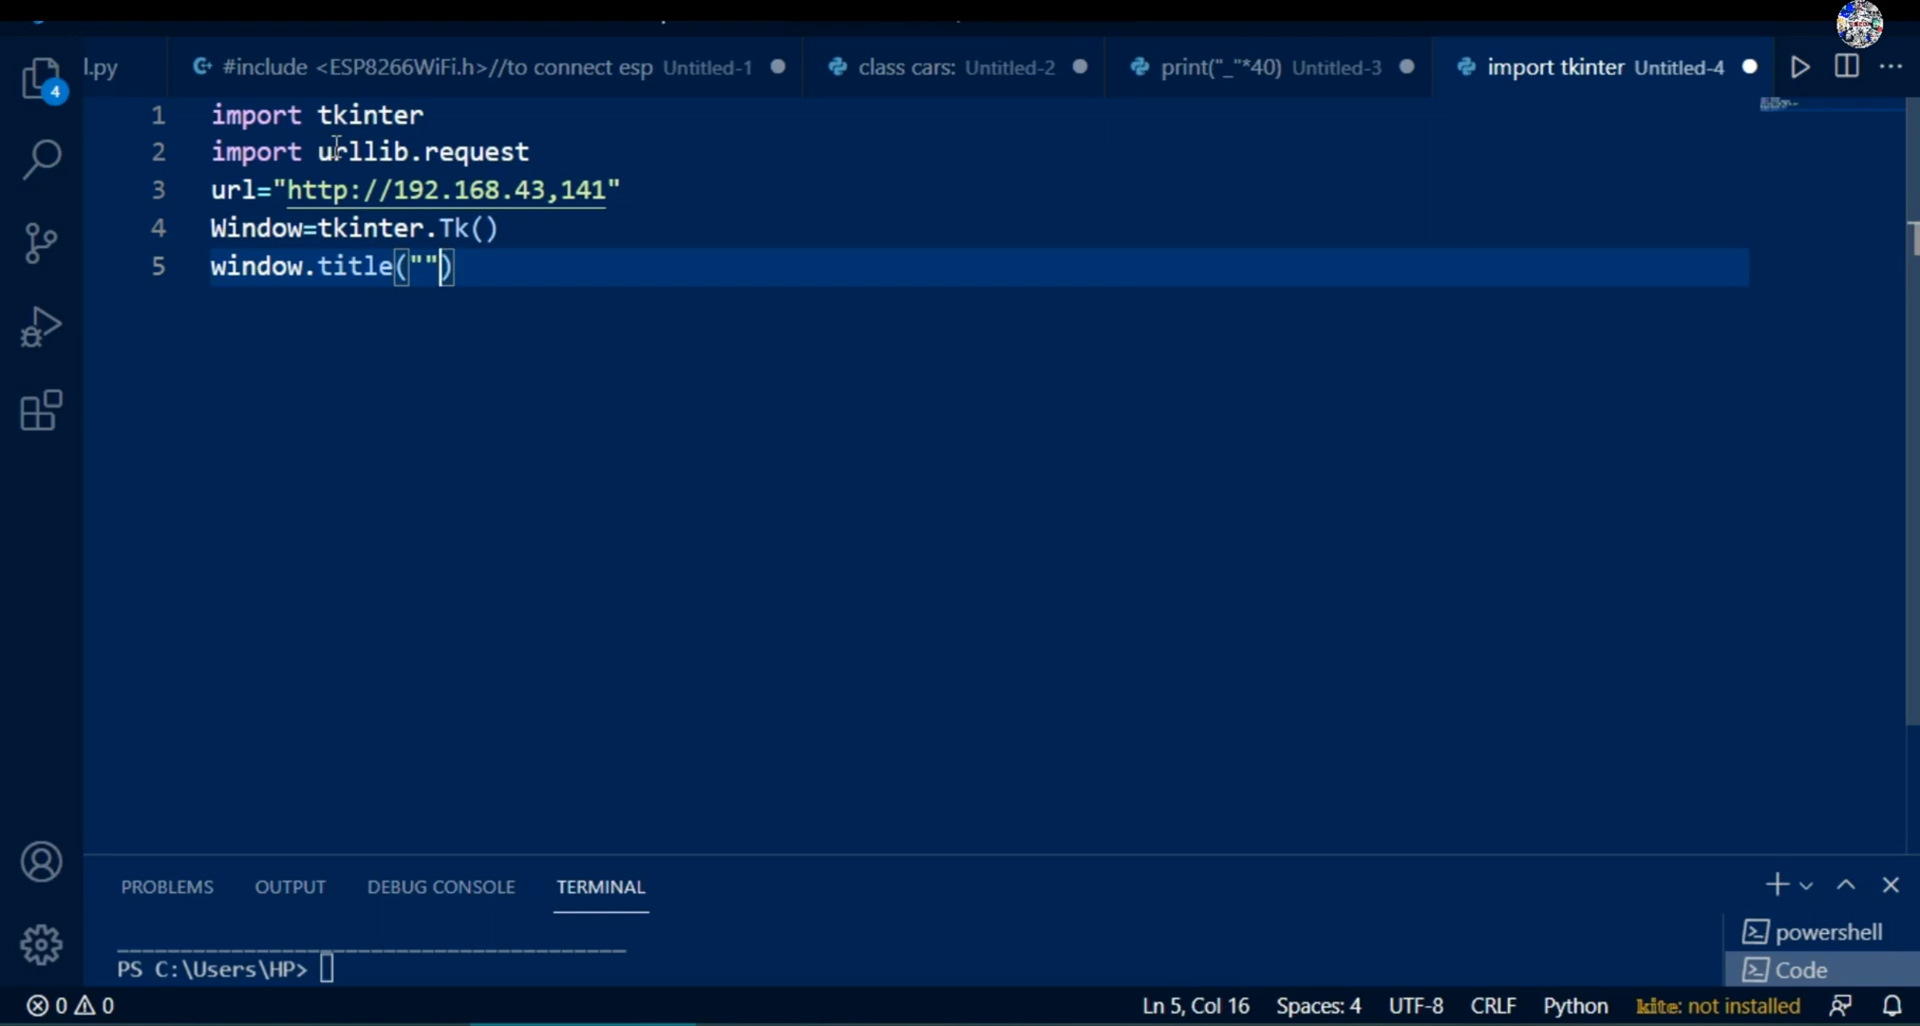 l.py
#include <ESP8266WiFi.h>//to connect esp Untitled-1
class cars: Untitled-2
print("_"*40) Untitled-3
import tkinter Untitled-4
4
1 import tkinter
2 import urllib.request
3 url="http://192.168.43,141"
4 Window=tkinter.Tk()
5 window.title("")
PROBLEMS OUTPUT DEBUG CONSOLE TERMINAL
________________________________________
PS C:\Users\HP>
powershell
Code
0 0
Ln 5, Col 16 Spaces: 4 UTF-8 CRLF Python kite: not installed